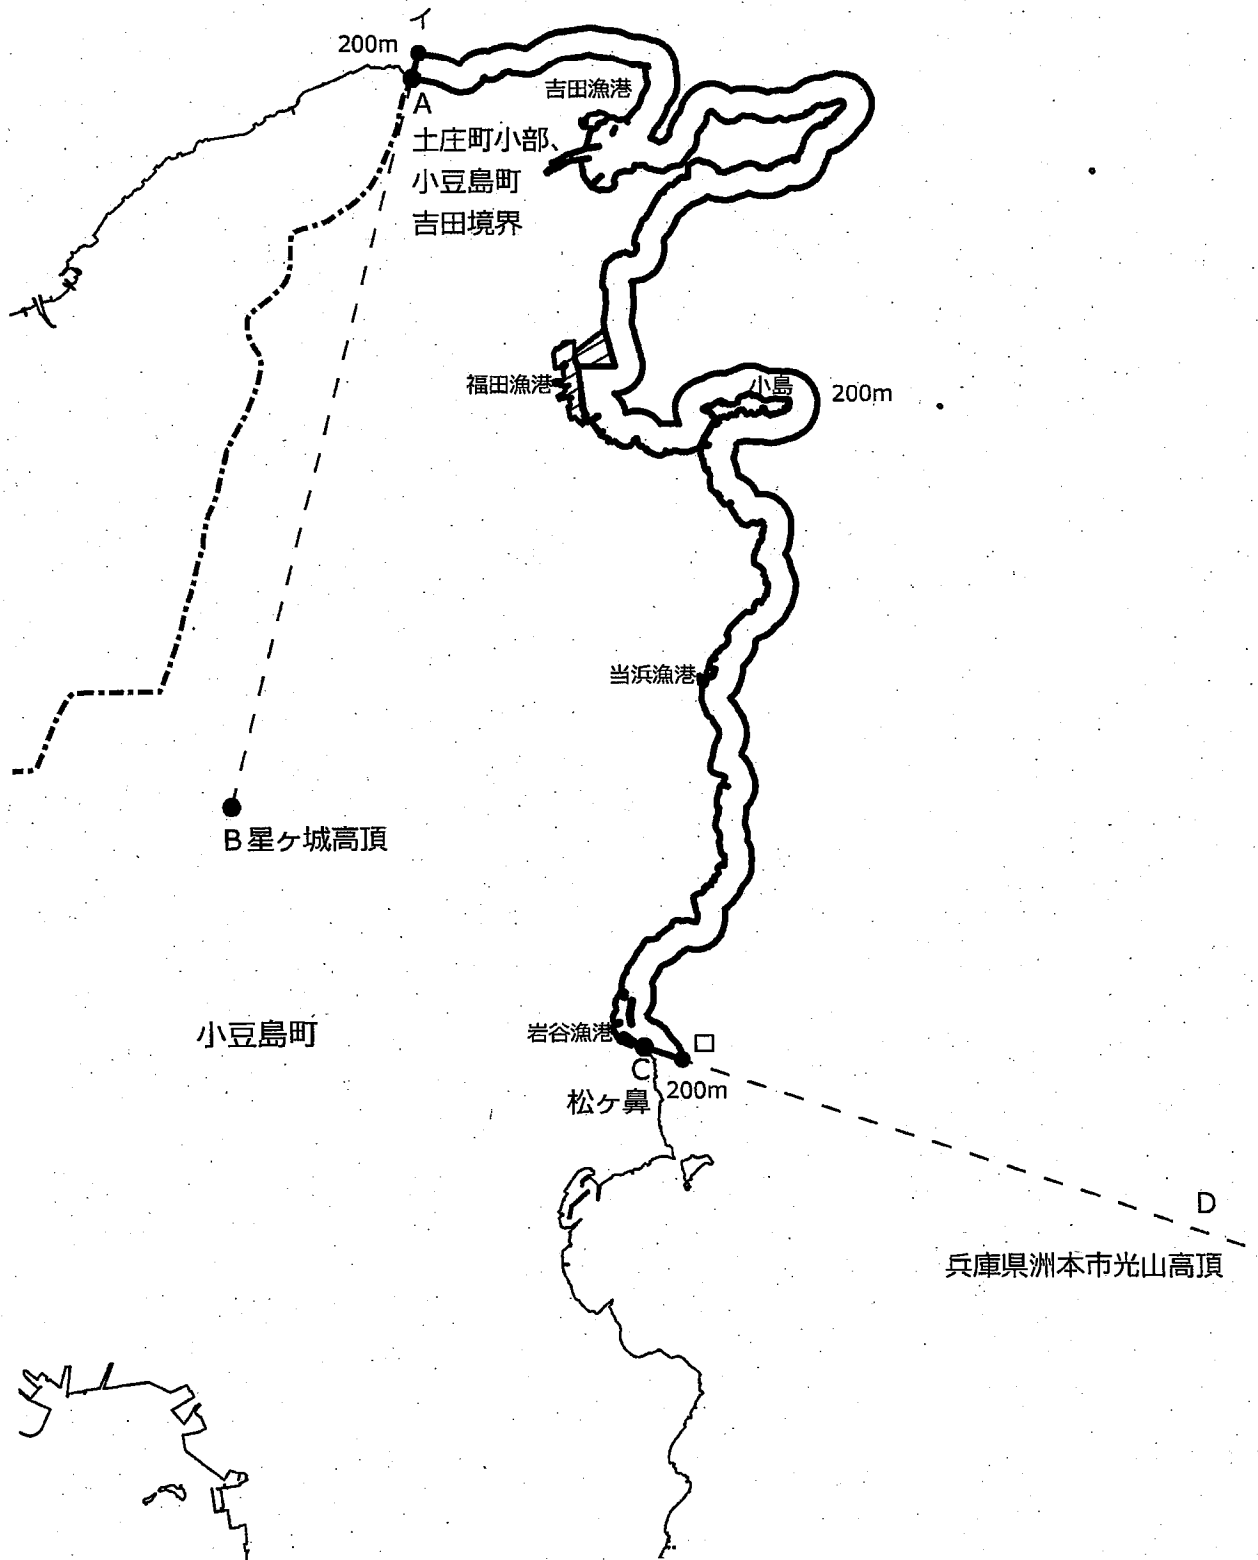 イ
200m
吉田漁港
A
土庄町小部、
小豆島町
吉田境界
福田漁港
小島
200m
当浜漁港
B星ヶ城高頂
小豆島町
岩谷漁港
ロ
C
200m
松ヶ鼻
D
兵庫県洲本市光山高頂